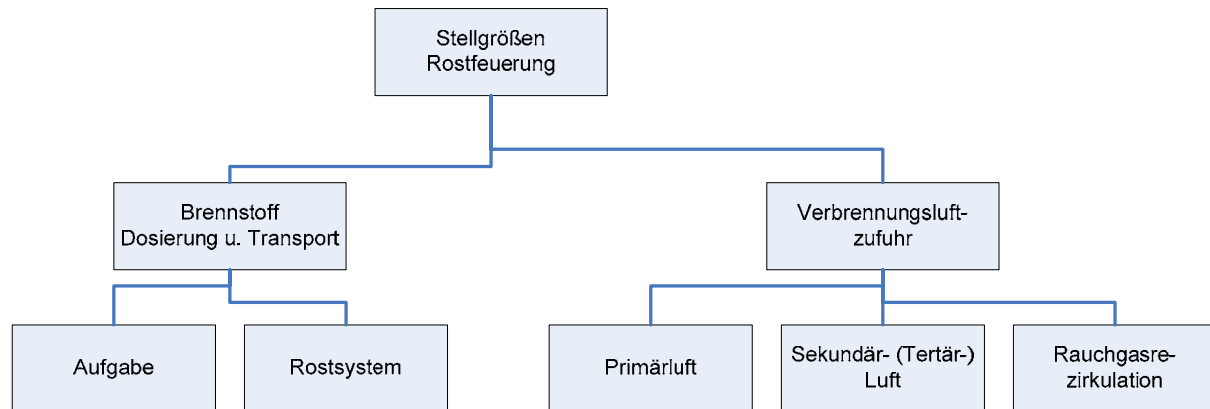 Stellgrößen
Rostfeuerung
Brennstoff
Dosierung u. Transport
Verbrennungsluft-
zufuhr
Aufgabe
Rostsystem
Primärluft
Sekundär- (Tertär-)
Luft
Rauchgasre-
zirkulation